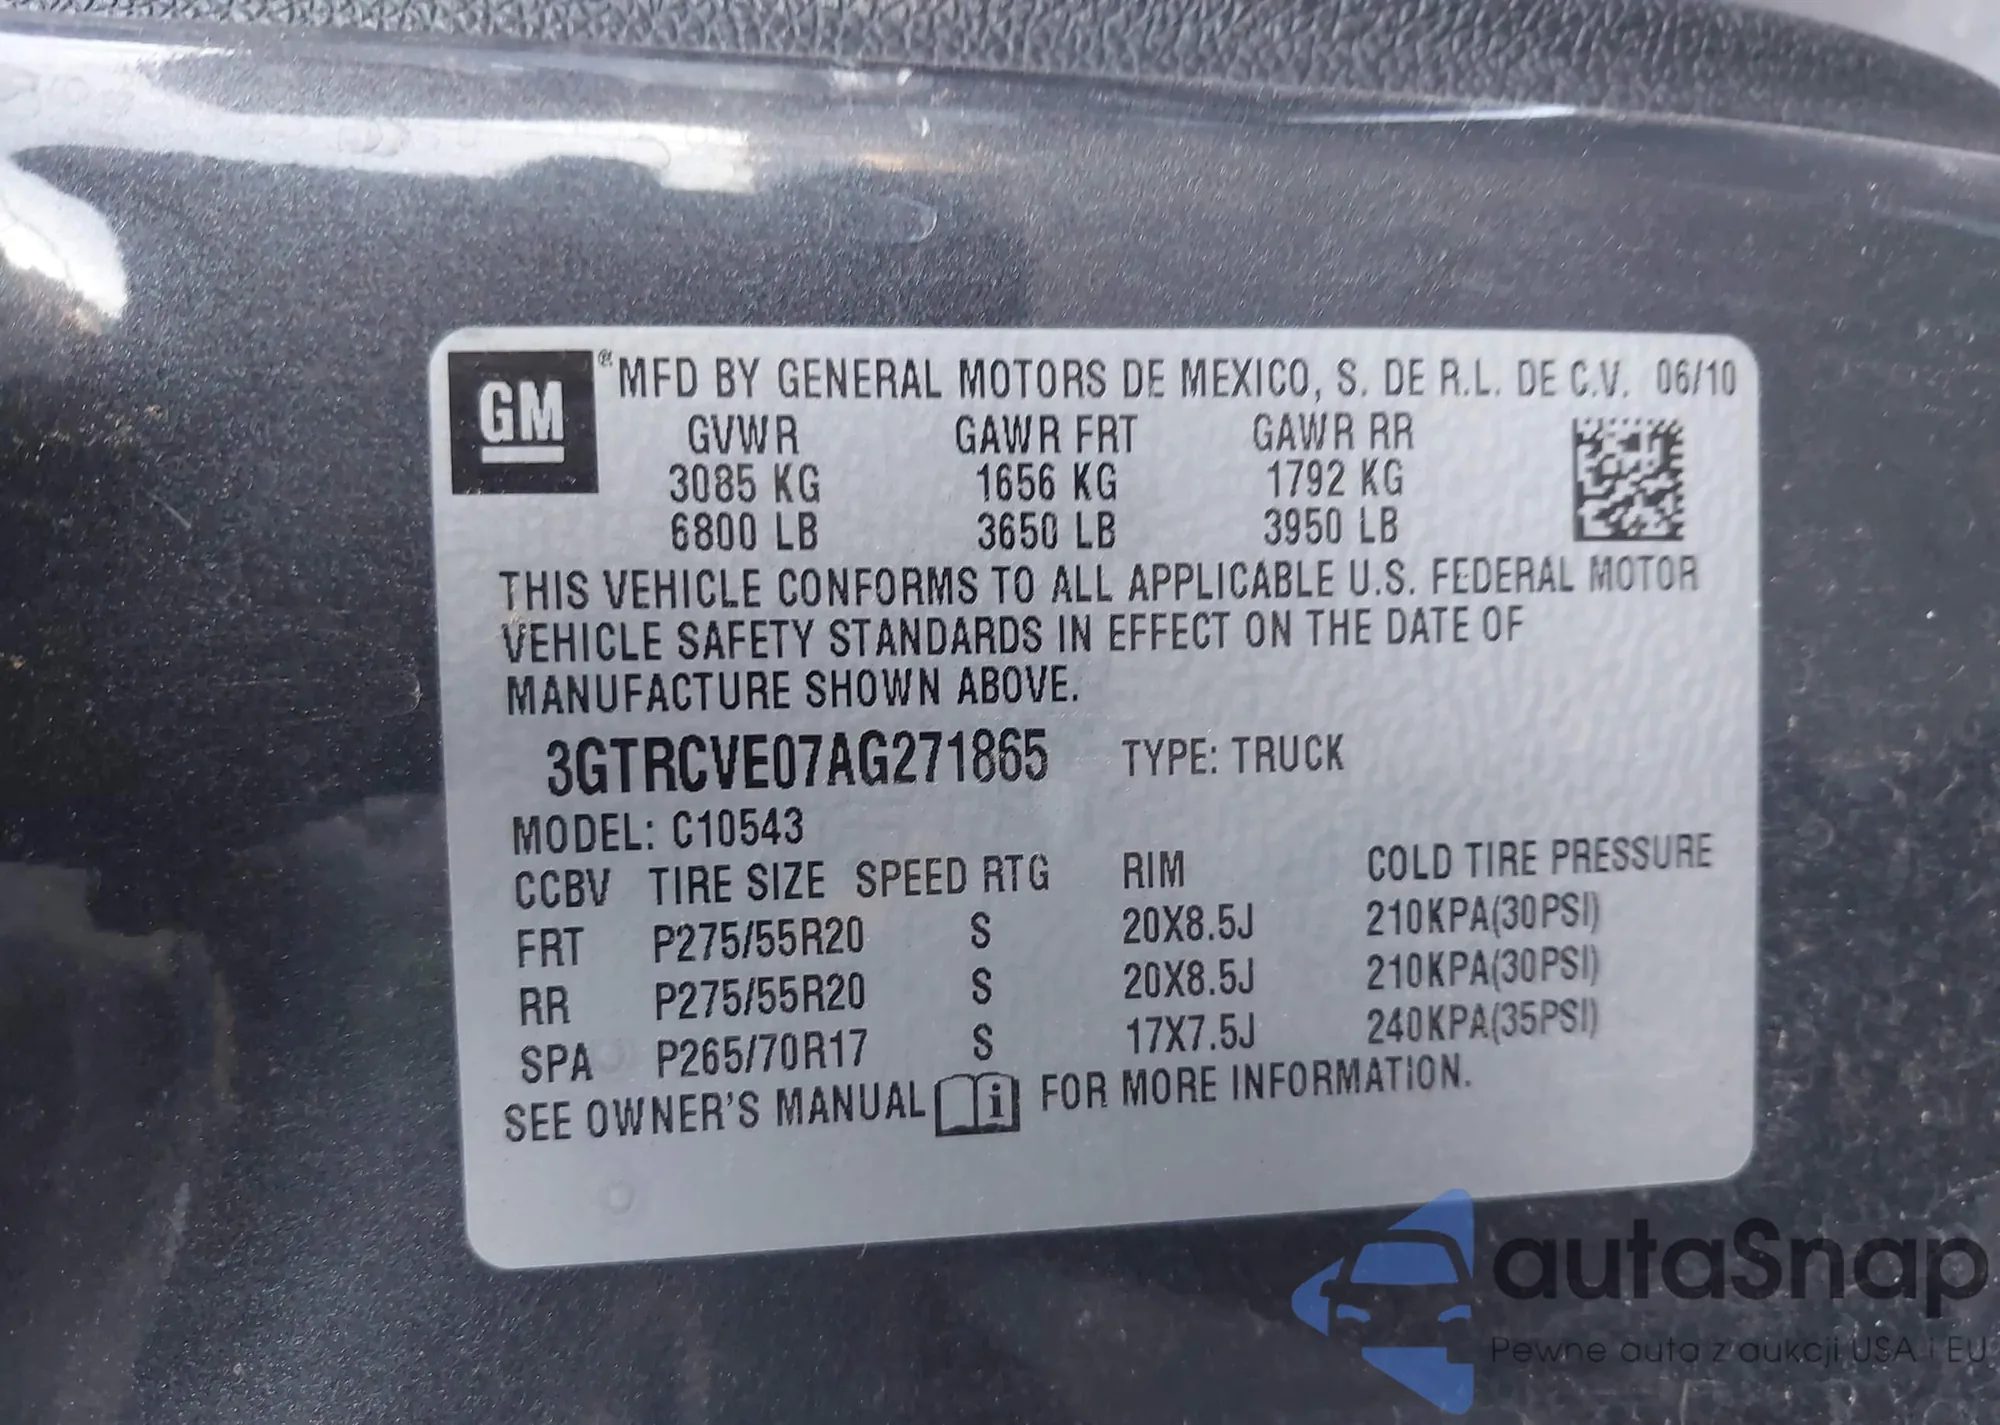 GM ® MFD BY GENERAL MOTORS DE MEXICO, S. DE R.L. DE C.V. 06/10
GVWR GAWR FRT GAWR RR
3085 KG 1656 KG 1792 KG
6800 LB 3650 LB 3950 LB
THIS VEHICLE CONFORMS TO ALL APPLICABLE U.S. FEDERAL MOTOR
VEHICLE SAFETY STANDARDS IN EFFECT ON THE DATE OF
MANUFACTURE SHOWN ABOVE.
3GTRCVE07AG271865 TYPE: TRUCK
MODEL: C10543
CCBV TIRE SIZE SPEED RTG RIM COLD TIRE PRESSURE
FRT P275/55R20 S 20X8.5J 210KPA(30PSI)
RR P275/55R20 S 20X8.5J 210KPA(30PSI)
SPA P265/70R17 S 17X7.5J 240KPA(35PSI)
SEE OWNER'S MANUAL i FOR MORE INFORMATION.
autaSnap
Pewne auta z aukcji USA i EU